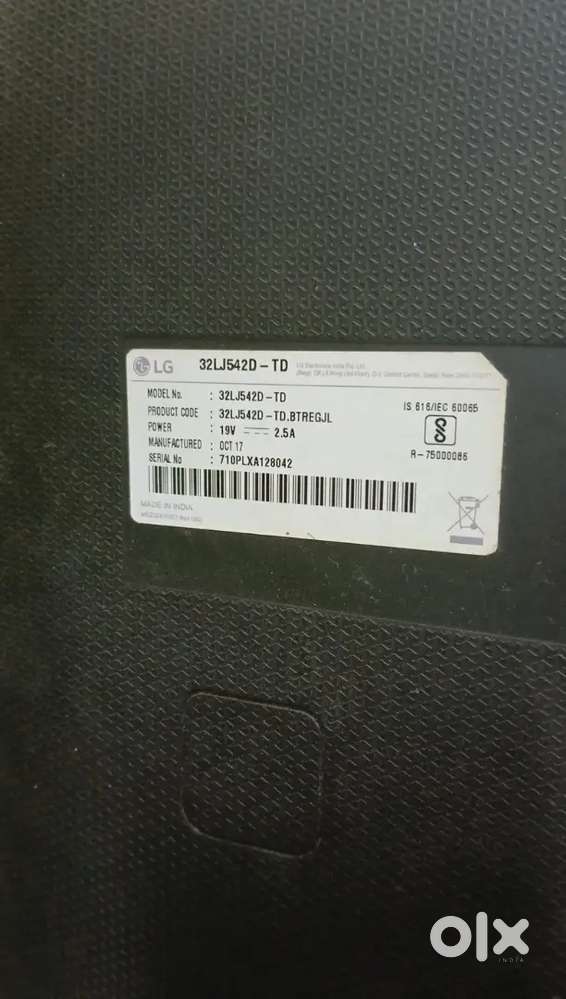 LG 32LJ542D-TD
MODEL No. : 32LJ542D-TD
PRODUCT CODE : 32LJ542D-TD.BTREGJL
POWER : 19V 2.5A
MANUFACTURED : OCT 17
SERIAL No : 710PLXA128042
IS 616/IEC 60065
R-75000086
MADE IN INDIA
olx
INDIA